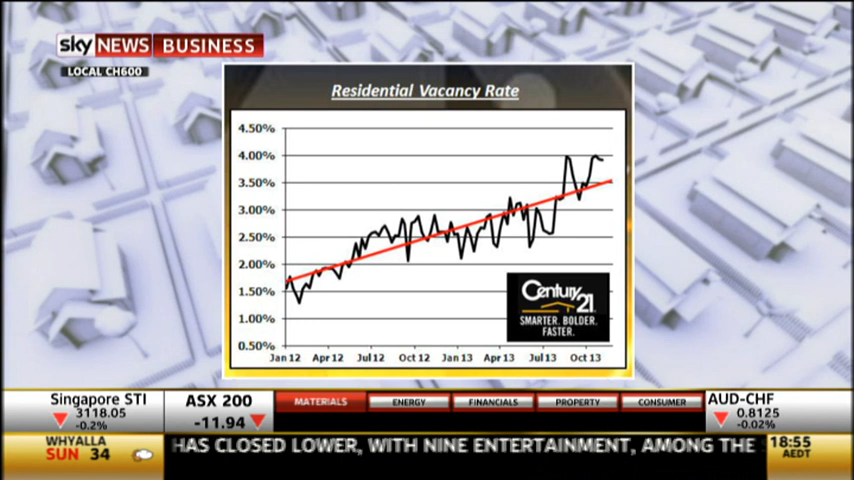 sky NEWS BUSINESS
LOCAL CH600
Residential Vacancy Rate
4.50%
4.00%
3.50%
3.00%
2.50%
2.00%
1.50%
1.00%
0.50%
Jan 12 Apr 12 Jul 12 Oct 12 Jan 13 Apr 13 Jul 13 Oct 13
Century 21
SMARTER. BOLDER.
FASTER.
Singapore STI
3118.05
-0.2%
ASX 200
-11.94
MATERIALS ENERGY FINANCIALS PROPERTY CONSUMER
AUD-CHF
0.8125
-0.02%
WHYALLA
SUN 34
HAS CLOSED LOWER, WITH NINE ENTERTAINMENT, AMONG THE
18:55
AEDT